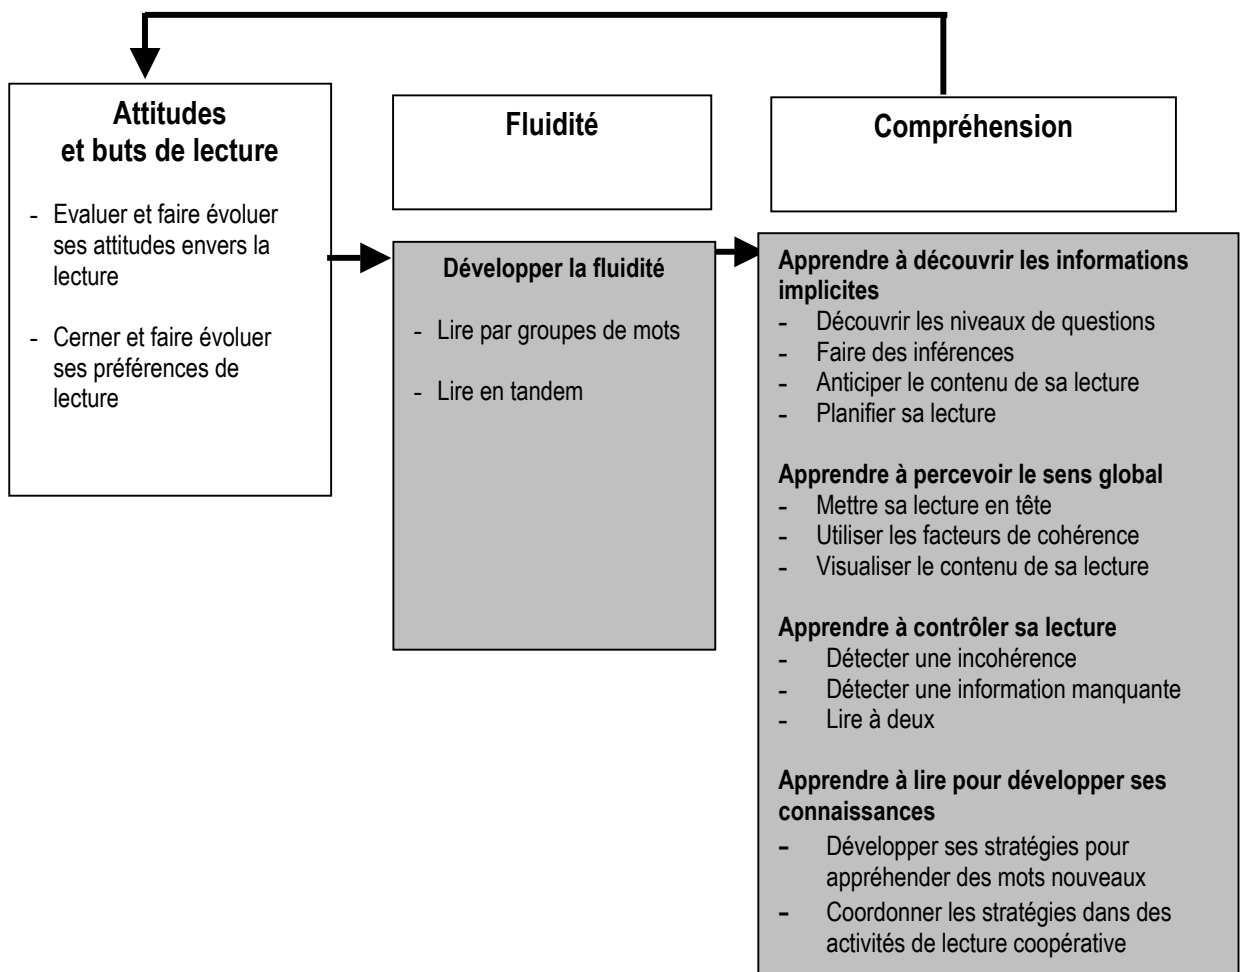 Attitudes
et buts de lecture
- Evaluer et faire évoluer
ses attitudes envers la
lecture
- Cerner et faire évoluer
ses préférences de
lecture
Fluidité
Développer la fluidité
- Lire par groupes de mots
- Lire en tandem
Compréhension
Apprendre à découvrir les informations
implicites
- Découvrir les niveaux de questions
- Faire des inférences
- Anticiper le contenu de sa lecture
- Planifier sa lecture
Apprendre à percevoir le sens global
- Mettre sa lecture en tête
- Utiliser les facteurs de cohérence
- Visualiser le contenu de sa lecture
Apprendre à contrôler sa lecture
- Détecter une incohérence
- Détecter une information manquante
- Lire à deux
Apprendre à lire pour développer ses
connaissances
- Développer ses stratégies pour
appréhender des mots nouveaux
- Coordonner les stratégies dans des
activités de lecture coopérative